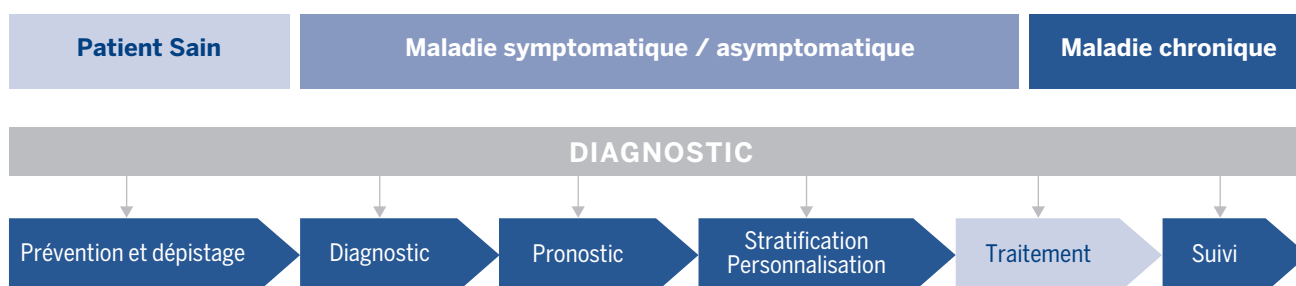 Patient Sain
Maladie symptomatique / asymptomatique
Maladie chronique
DIAGNOSTIC
Prévention et dépistage
Diagnostic
Pronostic
Stratification
Personnalisation
Traitement
Suivi